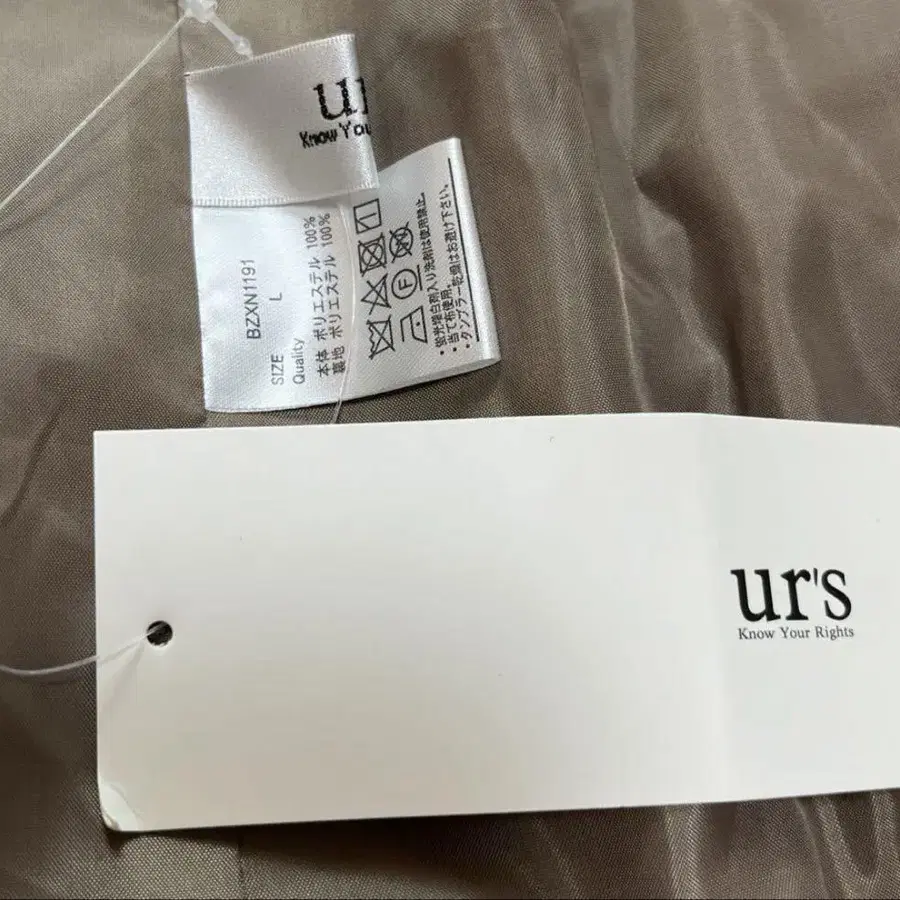 ur
Know You
BZXN1191
SIZE L
Quality
本体 ポリエステル 100%
裏地 ポリエステル 100%
F
・蛍光増白剤入り洗剤は使用禁止。
・当て布使用。
・タンブラー乾燥はお避け下さい。
ur's
Know Your Rights